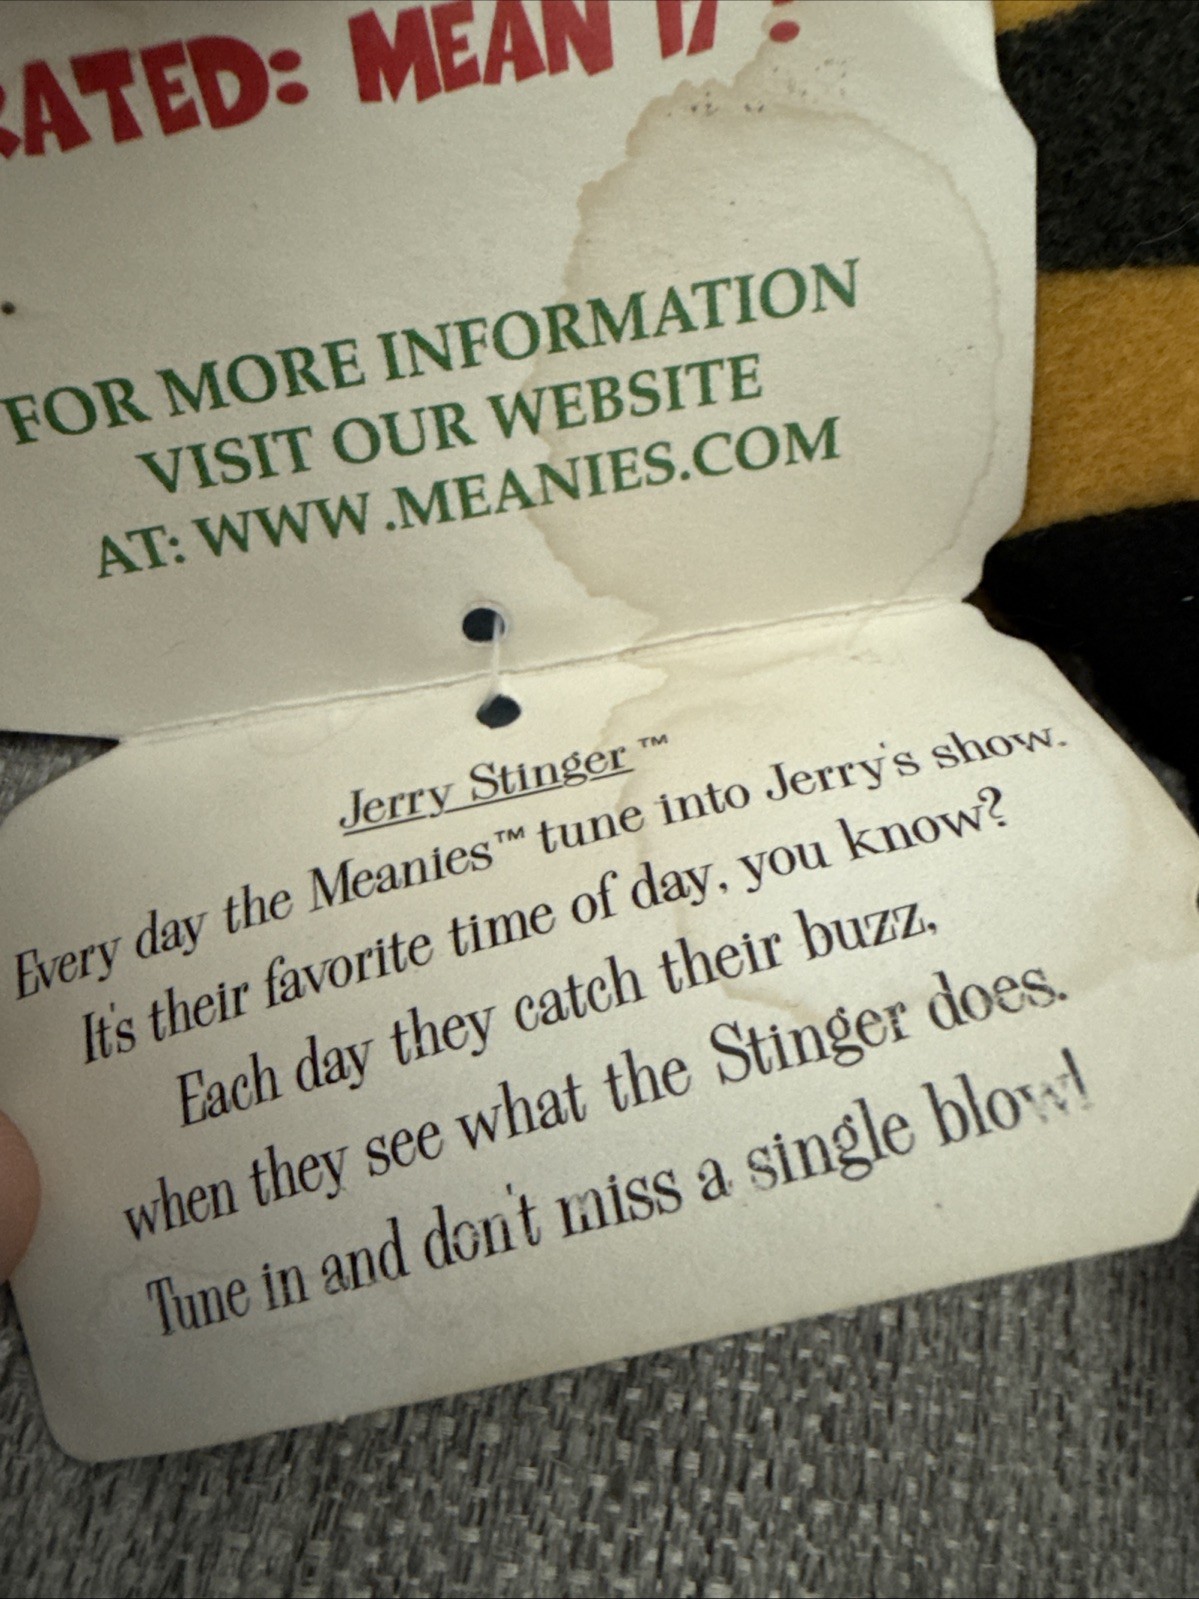 RATED: MEAN 17!
FOR MORE INFORMATION
VISIT OUR WEBSITE
AT: WWW.MEANIES.COM
Jerry Stinger™
Every day the Meanies™ tune into Jerry's show.
It's their favorite time of day, you know?
Each day they catch their buzz,
when they see what the Stinger does.
Tune in and don't miss a single blow!